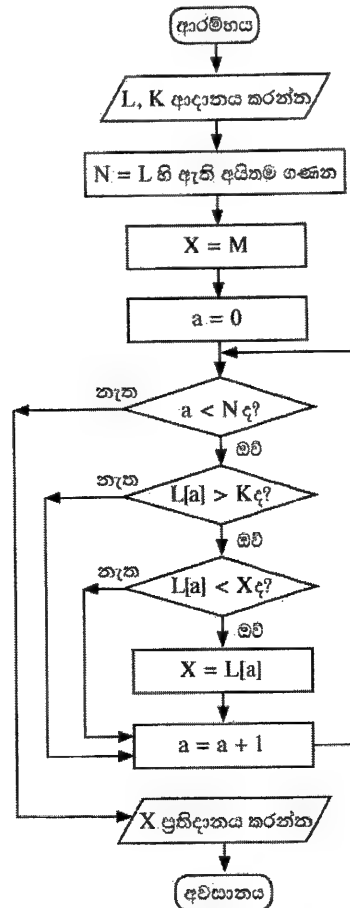 ආරම්භය
L, K ආදානය කරන්න
N = L හි ඇති අයිතම ගණන
X = M
a = 0
නැත
a < N ද?
ඔව්
නැත
L[a] > K ද?
ඔව්
නැත
L[a] < X ද?
ඔව්
X = L[a]
a = a + 1
X ප්‍රතිදානය කරන්න
අවසානය